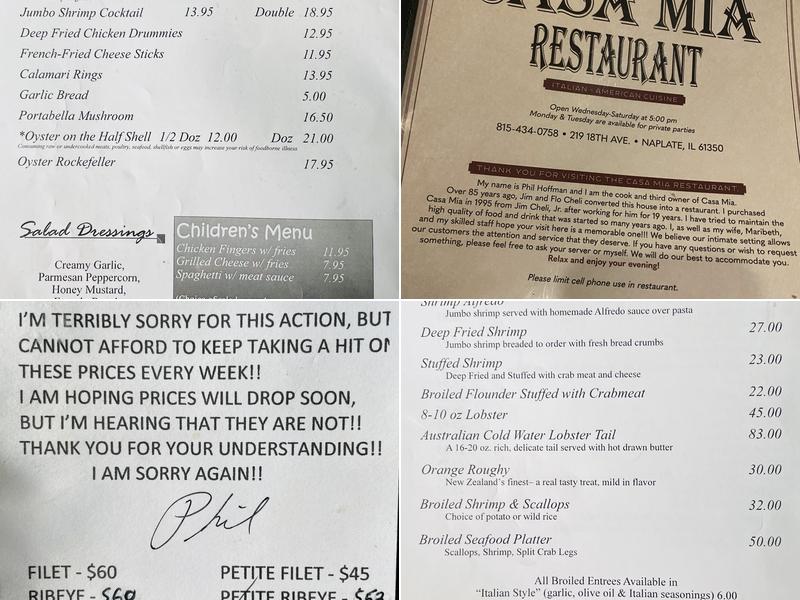 Jumbo Shrimp Cocktail 13.95 Double 18.95
Deep Fried Chicken Drummies 12.95
French-Fried Cheese Sticks 11.95
Calamari Rings 13.95
Garlic Bread 5.00
Portabella Mushroom 16.50
*Oyster on the Half Shell 1/2 Doz 12.00 Doz 21.00
Consuming raw or undercooked meats, poultry, seafood, shellfish or eggs may increase your risk of foodborne illness
Oyster Rockefeller 17.95
Salad Dressings
Creamy Garlic,
Parmesan Peppercorn,
Honey Mustard,
Children's Menu
Chicken Fingers w/ fries 11.95
Grilled Cheese w/ fries 7.95
Spaghetti w/ meat sauce 7.95
CASA MIA
RESTAURANT
ITALIAN - AMERICAN CUISINE
Open Wednesday-Saturday at 5:00 pm
Monday & Tuesday are available for private parties
815-434-0758 • 219 18TH AVE. • NAPLATE, IL 61350
THANK YOU FOR VISITING THE CASA MIA RESTAURANT.
My name is Phil Hoffman and I am the cook and third owner of Casa Mia.
Over 85 years ago, Jim and Flo Cheli converted this house into a restaurant. I purchased
Casa Mia in 1995 from Jim Cheli, Jr. after working for him for 19 years. I have tried to maintain the
high quality of food and drink that was started so many years ago. I, as well as my wife, Maribeth,
and my skilled staff hope your visit here is a memorable one!!! We believe our intimate setting allows
our customers the attention and service that they deserve. If you have any questions or wish to request
something, please feel free to ask your server or myself. We will do our best to accommodate you.
Relax and enjoy your evening!
Please limit cell phone use in restaurant.
I'M TERRIBLY SORRY FOR THIS ACTION, BUT
CANNOT AFFORD TO KEEP TAKING A HIT ON
THESE PRICES EVERY WEEK!!
I AM HOPING PRICES WILL DROP SOON,
BUT I'M HEARING THAT THEY ARE NOT!!
THANK YOU FOR YOUR UNDERSTANDING!!
I AM SORRY AGAIN!!
Phil
FILET - $60 PETITE FILET - $45
RIBEYE - $60 PETITE RIBEYE -
Shrimp Alfredo
Jumbo shrimp served with homemade Alfredo sauce over pasta
Deep Fried Shrimp 27.00
Jumbo shrimp breaded to order with fresh bread crumbs
Stuffed Shrimp 23.00
Deep Fried and Stuffed with crab meat and cheese
Broiled Flounder Stuffed with Crabmeat 22.00
8-10 oz Lobster 45.00
Australian Cold Water Lobster Tail 83.00
A 16-20 oz. rich, delicate tail served with hot drawn butter
Orange Roughy 30.00
New Zealand's finest– a real tasty treat, mild in flavor
Broiled Shrimp & Scallops 32.00
Choice of potato or wild rice
Broiled Seafood Platter 50.00
Scallops, Shrimp, Split Crab Legs
All Broiled Entrees Available in
"Italian Style" (garlic, olive oil & Italian seasonings) 6.00